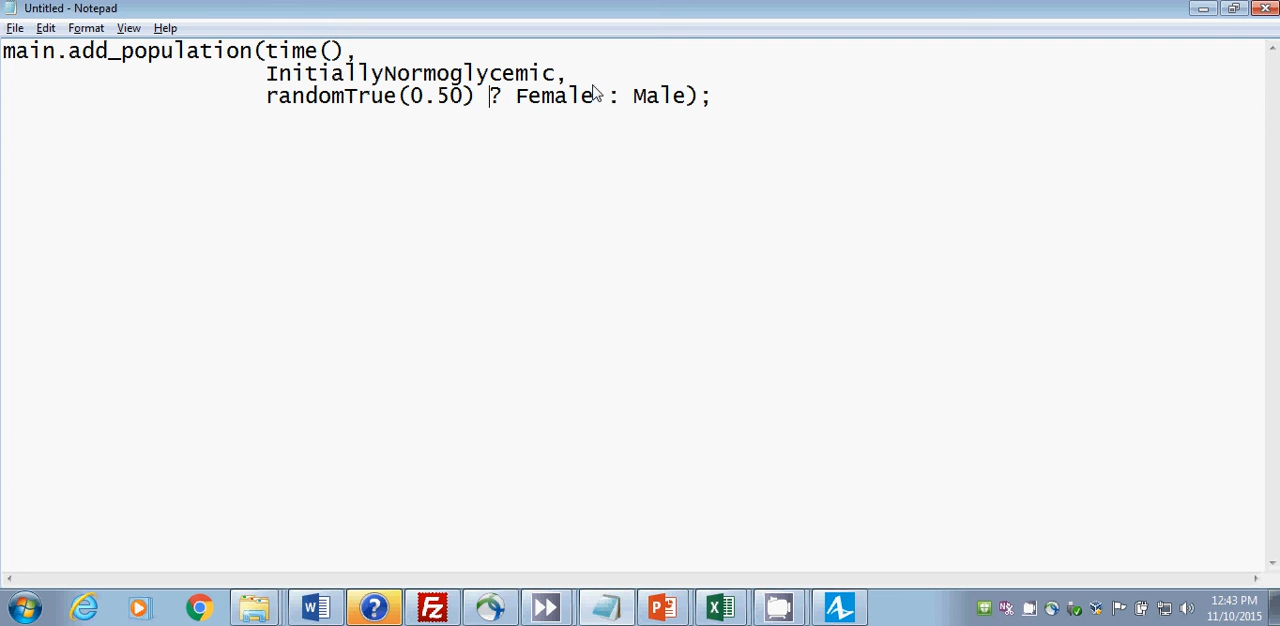 Untitled - Notepad
File Edit Format View Help
main.add_population(time(),
InitiallyNormoglycemic,
randomTrue(0.50) ? Female : Male);
12:43 PM
11/10/2015